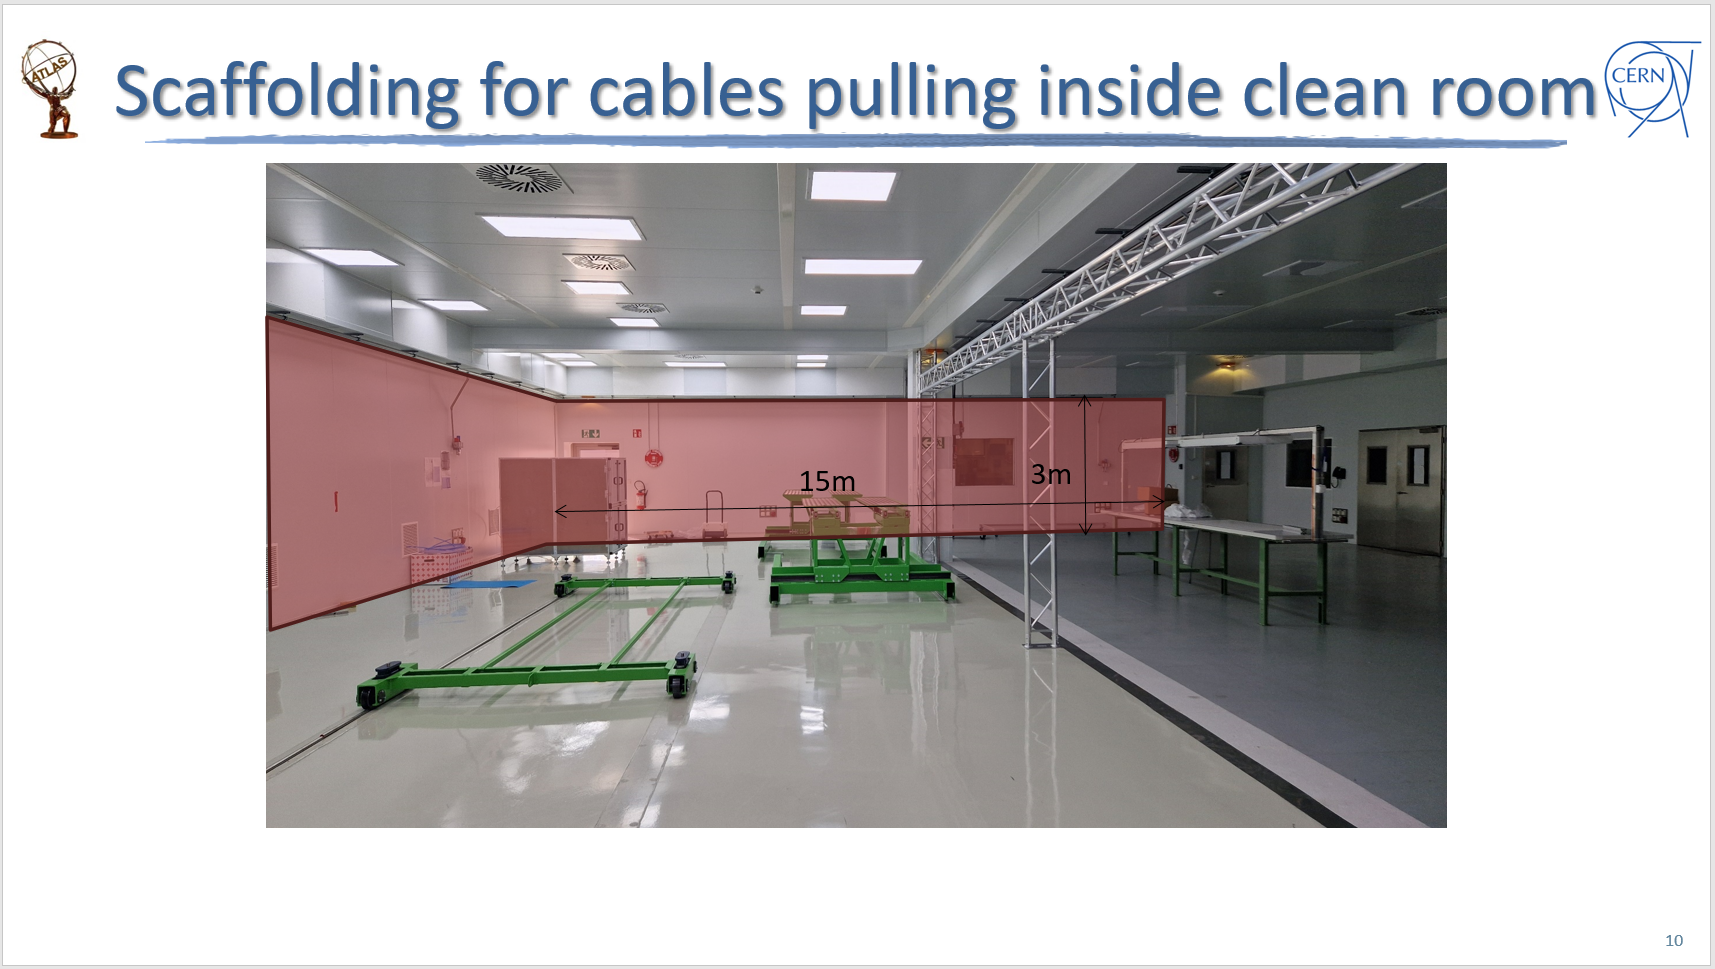 ATLAS
Scaffolding for cables pulling inside clean room
CERN
15m
3m
10